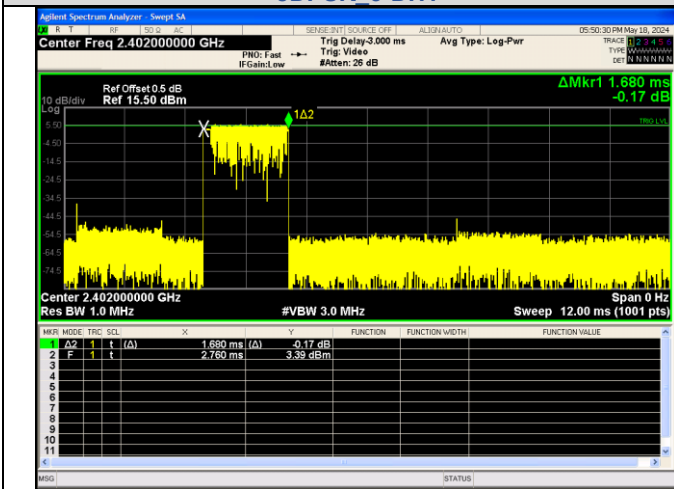 Agilent Spectrum Analyzer - Swept SA
R T RF 50 Ω AC SENSE:INT SOURCE OFF ALIGNAUTO 05:50:30 PM May 18, 2024
Center Freq 2.402000000 GHz Trig Delay-3.000 ms Avg Type: Log-Pwr TRACE 1 2 3 4 5 6
PNO: Fast Trig: Video TYPE
IFGain:Low #Atten: 26 dB DET N N N N N N
ΔMkr1 1.680 ms
Ref Offset 0.5 dB -0.17 dB
10 dB/div Ref 15.50 dBm
Log
5.50 1Δ2 TRIG LVL
-4.50
-14.5
-24.5
-34.5
-44.5
-54.5
-64.5
-74.5
Center 2.402000000 GHz Span 0 Hz
Res BW 1.0 MHz #VBW 3.0 MHz Sweep 12.00 ms (1001 pts)
MKR MODE TRC SCL X Y FUNCTION FUNCTION WIDTH FUNCTION VALUE
1 Δ2 1 t (Δ) 1.680 ms (Δ) -0.17 dB
2 F 1 t 2.760 ms 3.39 dBm
3
4
5
6
7
8
9
10
11
MSG STATUS